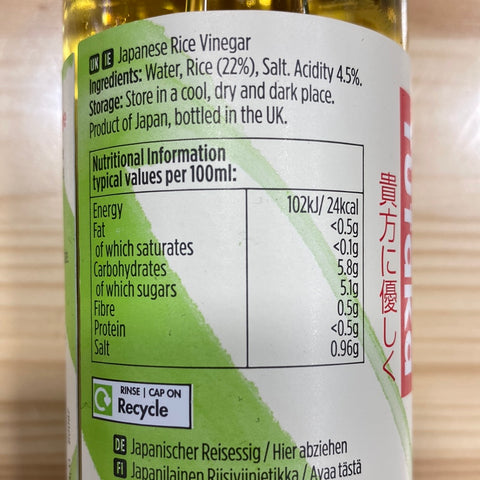 UK IE Japanese Rice Vinegar
Ingredients: Water, Rice (22%), Salt. Acidity 4.5%.
Storage: Store in a cool, dry and dark place.
Product of Japan, bottled in the UK.
Nutritional Information
typical values per 100ml:
Energy 102kJ/ 24kcal
Fat <0.5g
of which saturates <0.1g
Carbohydrates 5.8g
of which sugars 5.1g
Fibre 0.5g
Protein <0.5g
Salt 0.96g
RINSE | CAP ON
Recycle
DE Japanischer Reisessig / Hier abziehen
FI Japanilainen Riisiviinietikka / Avaa tästä
Yutaka
貴方に優しく